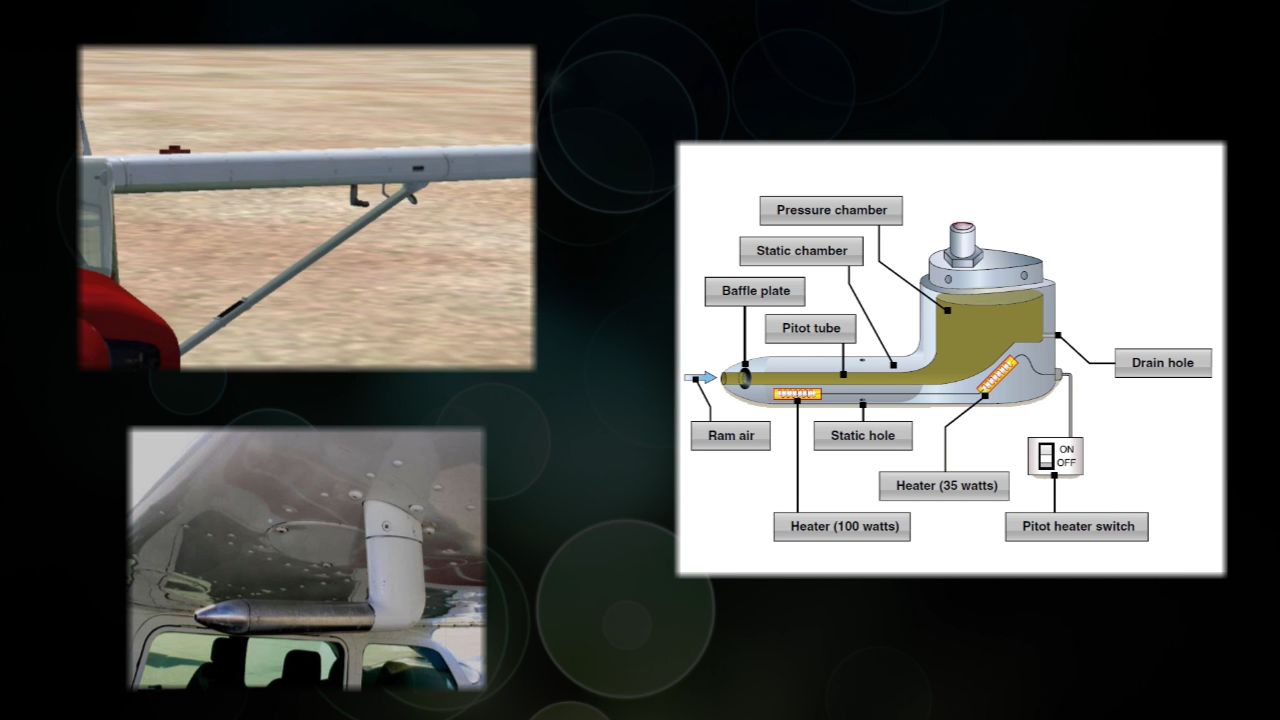 Pressure chamber
Static chamber
Baffle plate
Pitot tube
Drain hole
Ram air
Static hole
ON
OFF
Heater (35 watts)
Heater (100 watts)
Pitot heater switch